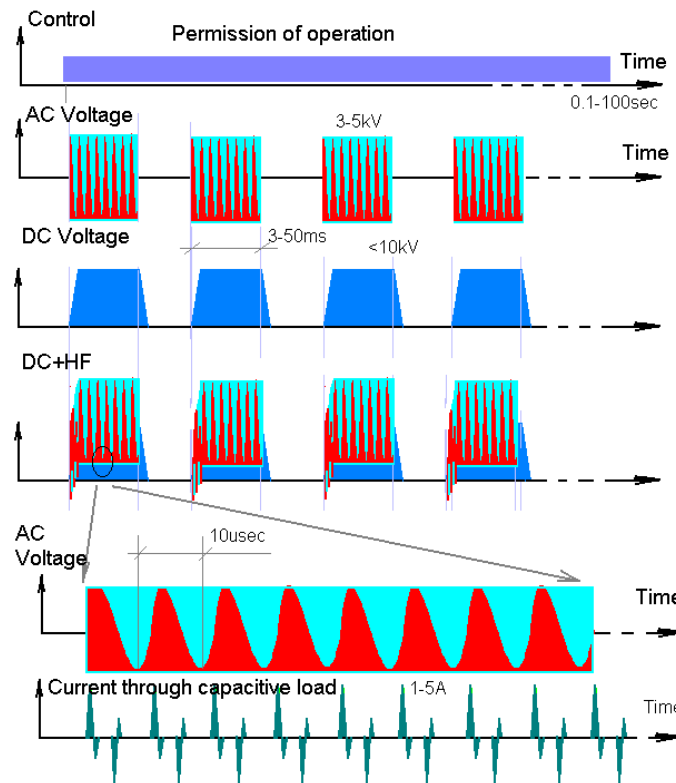 Control
Permission of operation
Time
0.1-100sec
AC Voltage
3-5kV
Time
DC Voltage
3-50ms
<10kV
DC+HF
10usec
AC
Voltage
Time
Current through capacitive load
1-5A
Time